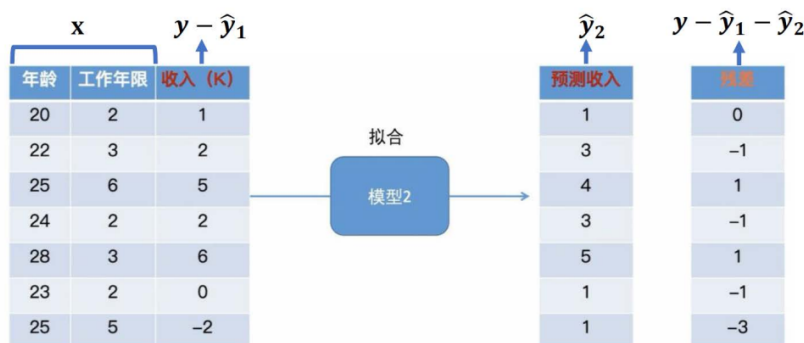 x y − ŷ₁ ŷ₂ y − ŷ₁ − ŷ₂
年龄 工作年限 收入（K） 预测收入 残差
20 2 1 1 0
22 3 2 3 −1
拟合
25 6 5 模型2 4 1
24 2 2 3 −1
28 3 6 5 1
23 2 0 1 −1
25 5 −2 1 −3